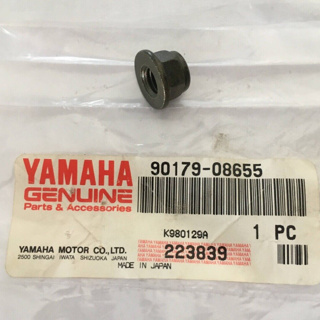 YAMAHA
GENUINE
Parts & Accessories
90179-08655
K980129A
1 PC
YAMAHA MOTOR CO., LTD.
2500 SHINGAI IWATA SHIZUOKA JAPAN
223839
MADE IN JAPAN